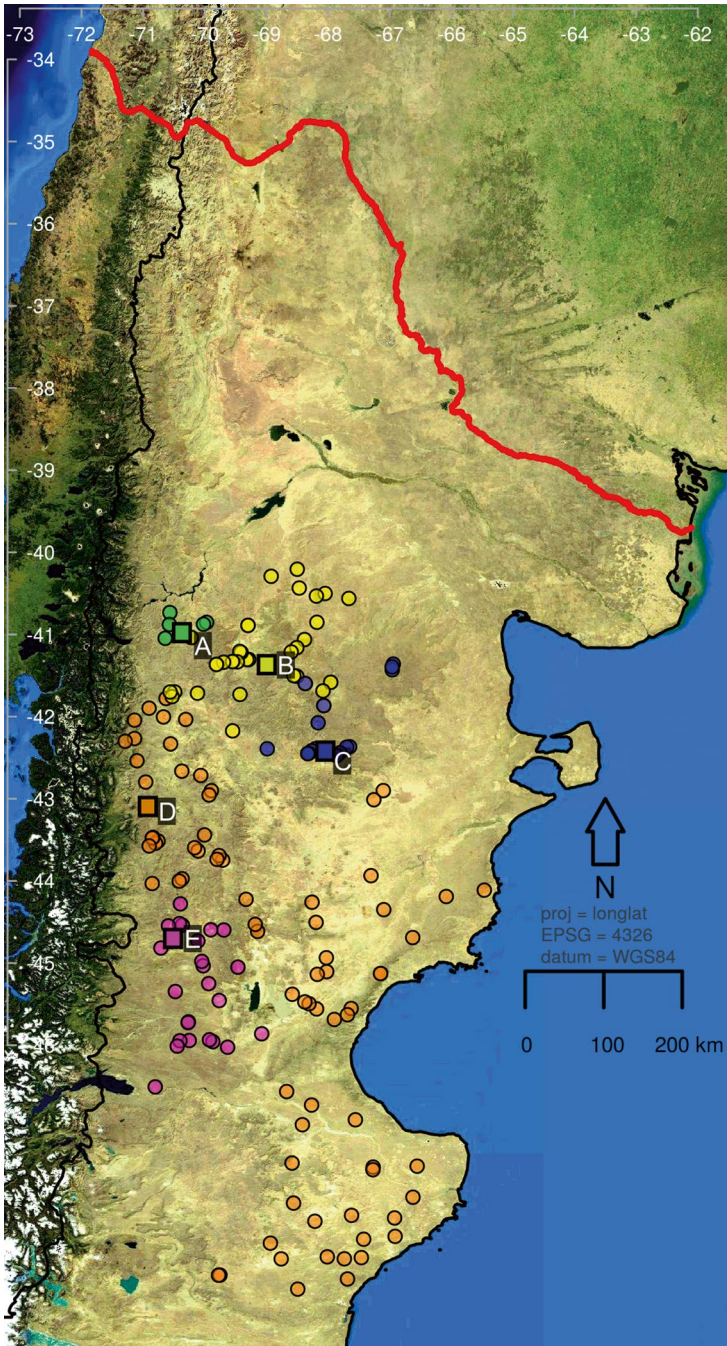 -73 -72 -71 -70 -69 -68 -67 -66 -65 -64 -63 -62
-34
-35
-36
-37
-38
-39
-40
-41
A
B
-42
C
-43
D
-44
N
proj = longlat
EPSG = 4326
datum = WGS84
E
-45
0 100 200 km
-46